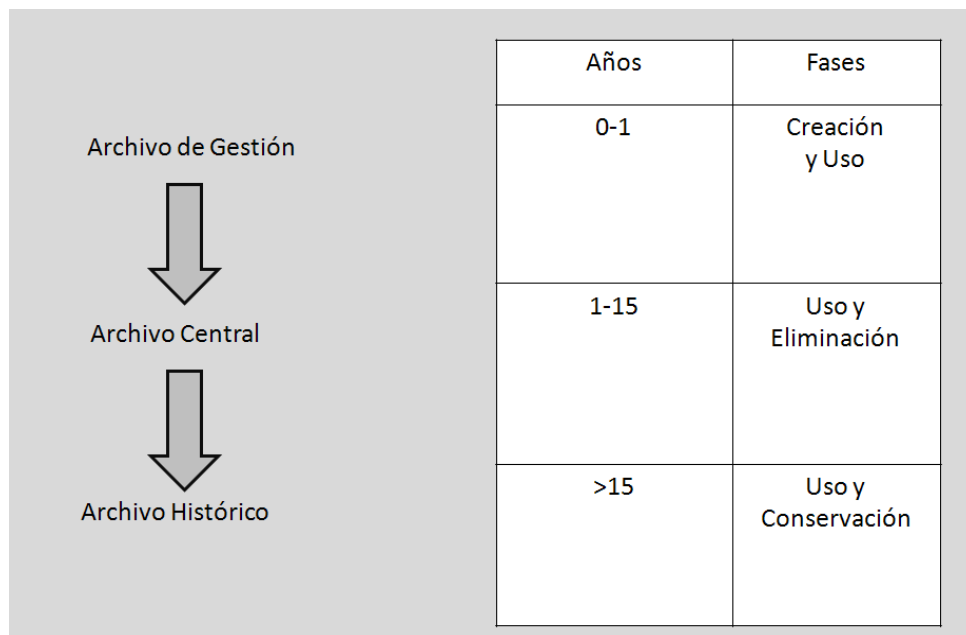 Años
Fases
Archivo de Gestión
0-1
Creación
y Uso
Archivo Central
1-15
Uso y
Eliminación
Archivo Histórico
>15
Uso y
Conservación